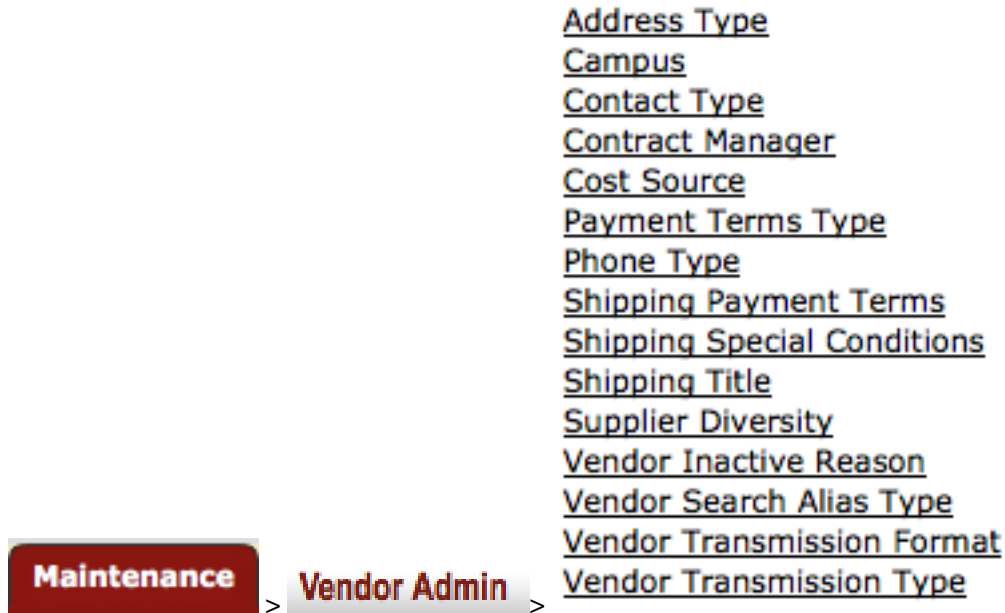 Address Type
Campus
Contact Type
Contract Manager
Cost Source
Payment Terms Type
Phone Type
Shipping Payment Terms
Shipping Special Conditions
Shipping Title
Supplier Diversity
Vendor Inactive Reason
Vendor Search Alias Type
Vendor Transmission Format
Maintenance > Vendor Admin > Vendor Transmission Type